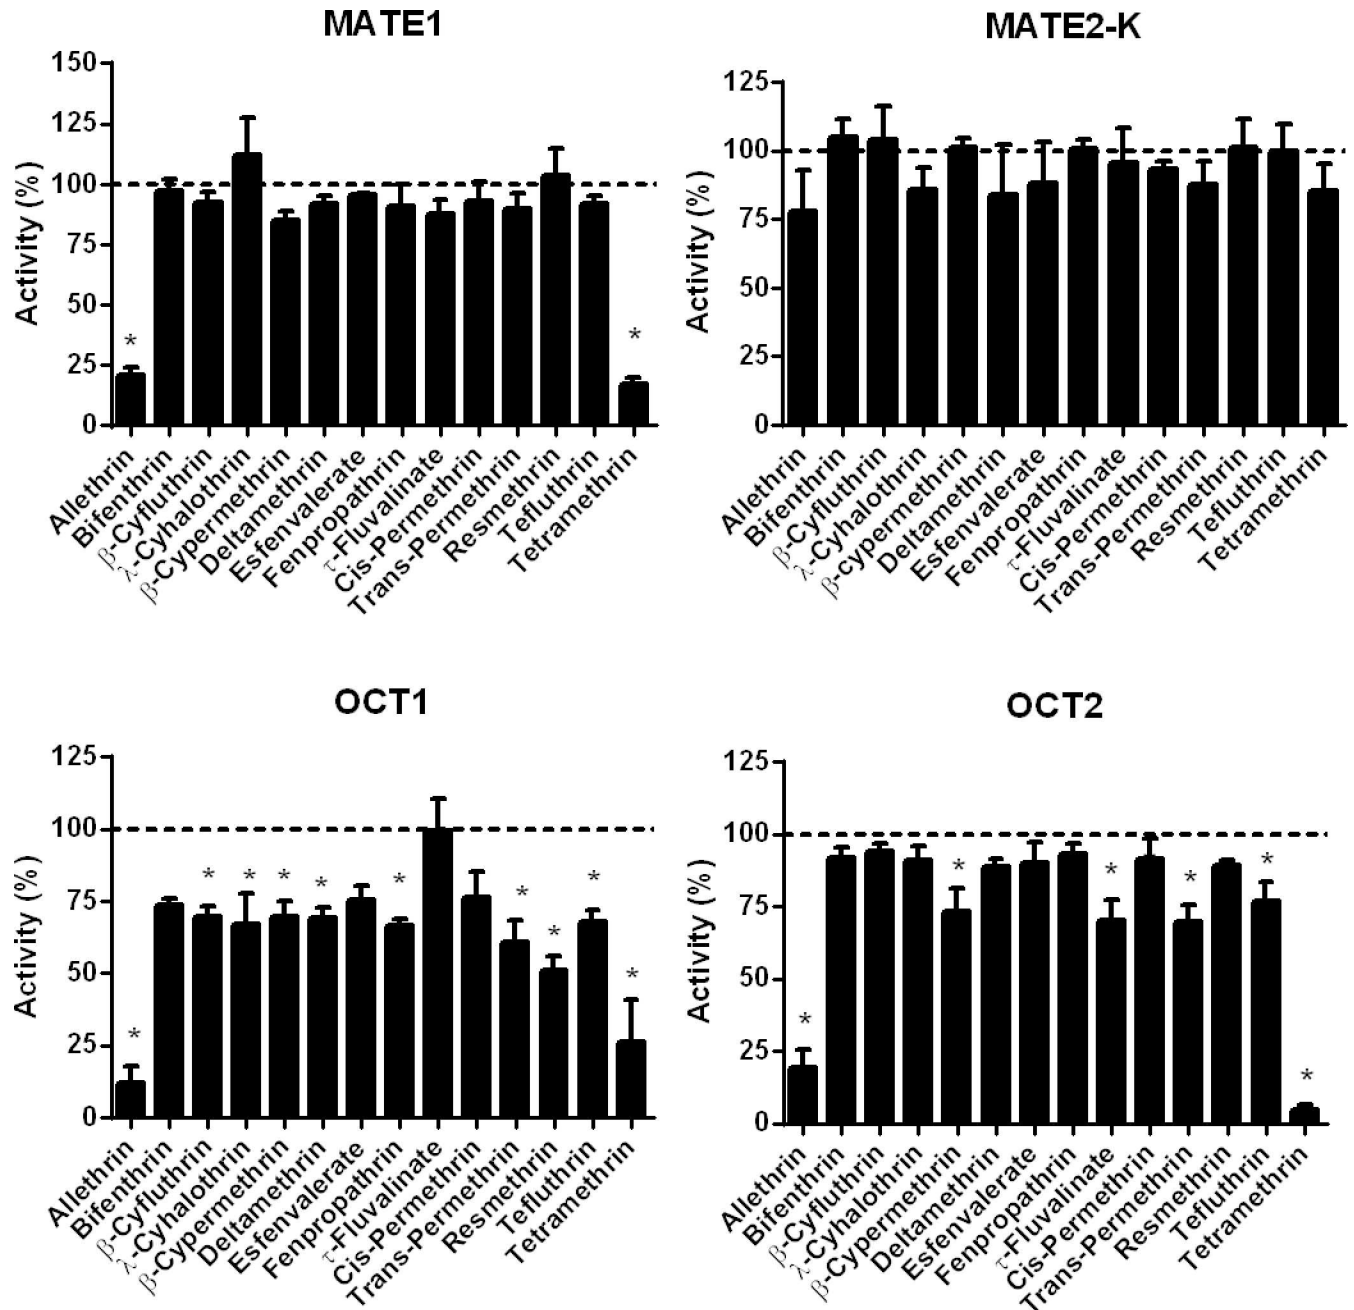 MATE1
Activity (%)
150
125
100
75
50
25
0
*
*
Allethrin
Bifenthrin
β-Cyfluthrin
λ-Cyhalothrin
β-Cypermethrin
Deltamethrin
Esfenvalerate
Fenpropathrin
τ-Fluvalinate
Cis-Permethrin
Trans-Permethrin
Resmethrin
Tefluthrin
Tetramethrin
MATE2-K
Activity (%)
125
100
75
50
25
0
Allethrin
Bifenthrin
β-Cyfluthrin
λ-Cyhalothrin
β-cypermethrin
Deltamethrin
Esfenvalerate
Fenpropathrin
τ-Fluvalinate
Cis-Permethrin
Trans-Permethrin
Resmethrin
Tefluthrin
Tetramethrin
OCT1
Activity (%)
125
100
75
50
25
0
*
*
*
*
*
*
*
*
*
*
Allethrin
Bifenthrin
β-Cyfluthrin
λ-Cyhalothrin
β-Cypermethrin
Deltamethrin
Esfenvalerate
Fenpropathrin
τ-Fluvalinate
Cis-Permethrin
Trans-Permethrin
Resmethrin
Tefluthrin
Tetramethrin
OCT2
Activity (%)
125
100
75
50
25
0
*
*
*
*
*
*
Allethrin
Bifenthrin
β-Cyfluthrin
λ-Cyhalothrin
β-Cypermethrin
Deltamethrin
Esfenvalerate
Fenpropathrin
τ-Fluvalinate
Cis-Permethrin
Trans-Permethrin
Resmethrin
Tefluthrin
Tetramethrin